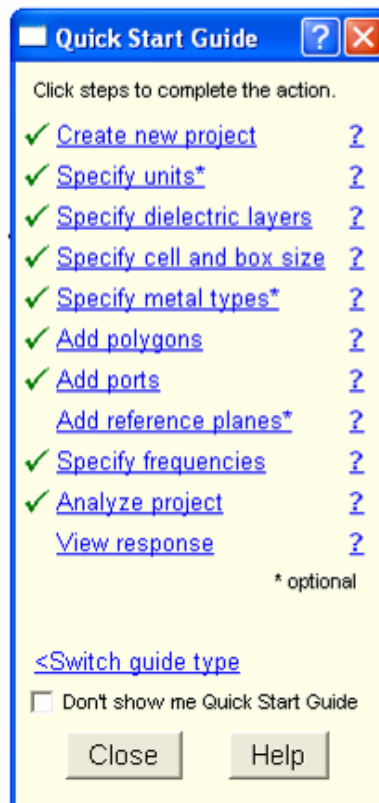 Quick Start Guide ?
Click steps to complete the action.
Create new project ?
Specify units* ?
Specify dielectric layers ?
Specify cell and box size ?
Specify metal types* ?
Add polygons ?
Add ports ?
Add reference planes* ?
Specify frequencies ?
Analyze project ?
View response ?
* optional
<Switch guide type
Don't show me Quick Start Guide
Close Help